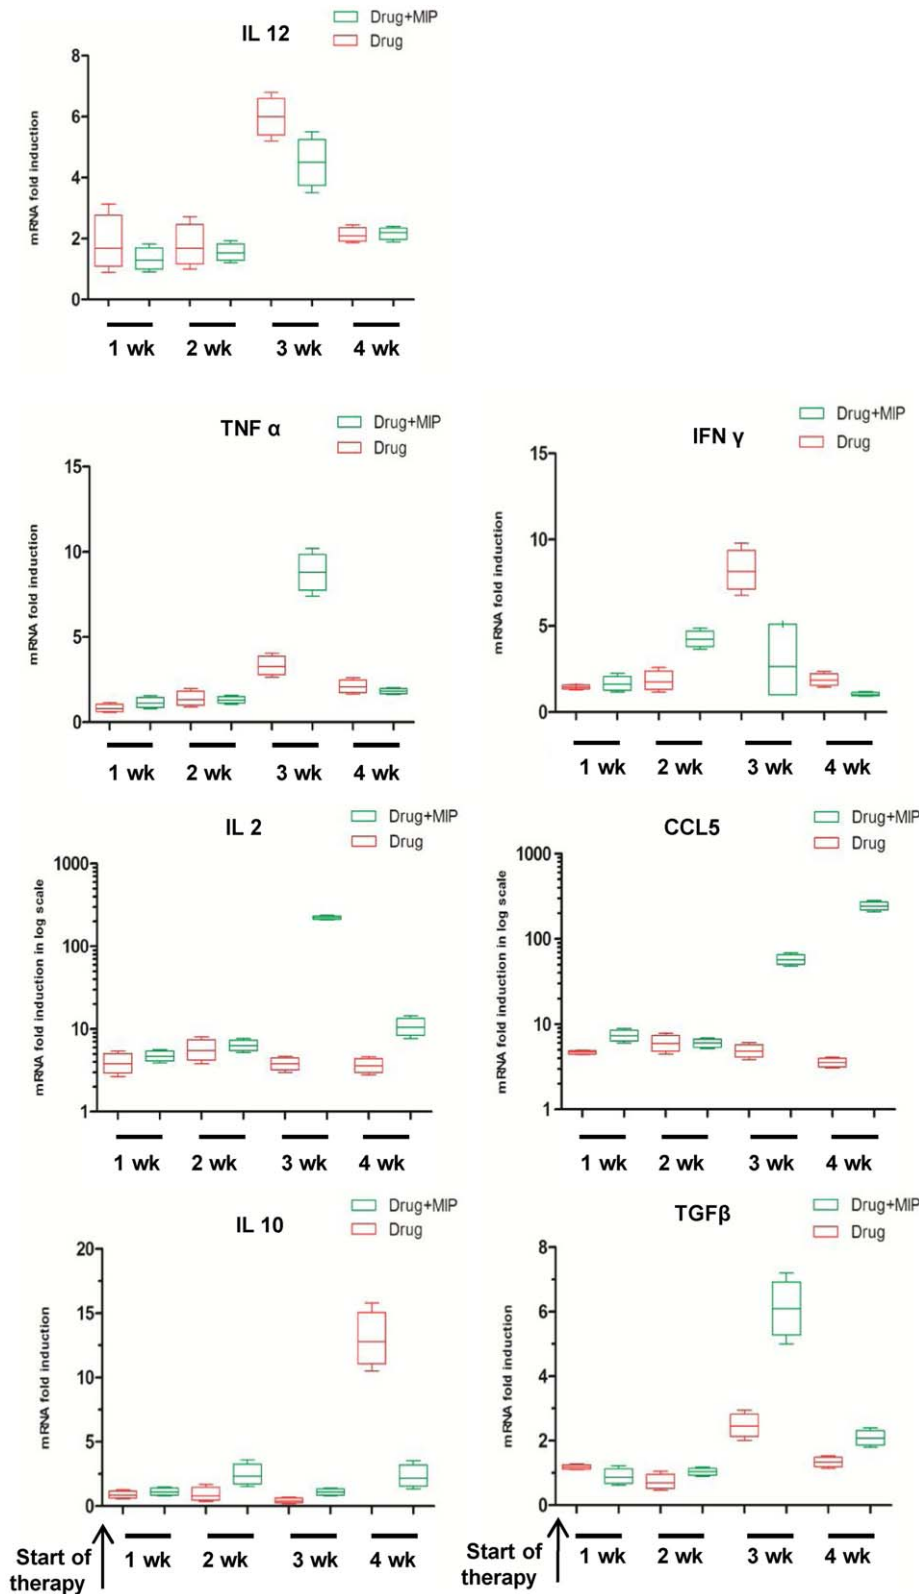 IL 12
Drug+MIP
Drug
mRNA fold induction
8
6
4
2
0
1 wk 2 wk 3 wk 4 wk
TNF α
Drug+MIP
Drug
mRNA fold induction
15
10
5
0
1 wk 2 wk 3 wk 4 wk
IFN γ
Drug+MIP
Drug
mRNA fold induction
15
10
5
0
1 wk 2 wk 3 wk 4 wk
IL 2
Drug+MIP
Drug
mRNA fold induction in log scale
1000
100
10
1
1 wk 2 wk 3 wk 4 wk
CCL5
Drug+MIP
Drug
mRNA fold induction in log scale
1000
100
10
1
1 wk 2 wk 3 wk 4 wk
IL 10
Drug+MIP
Drug
mRNA fold induction
20
15
10
5
0
1 wk 2 wk 3 wk 4 wk
Start of
therapy
TGFβ
Drug+MIP
Drug
mRNA fold induction
8
6
4
2
0
1 wk 2 wk 3 wk 4 wk
Start of
therapy